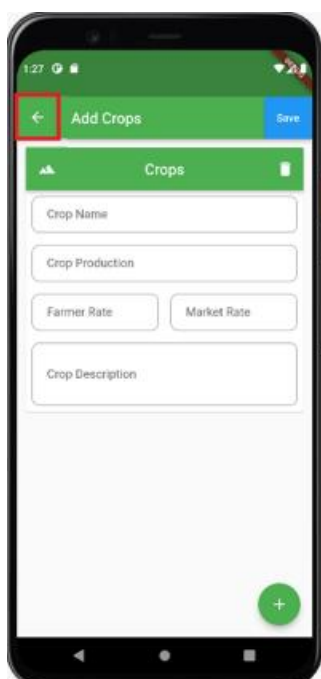 1:27
Add Crops
Save
Crops
Crop Name
Crop Production
Farmer Rate Market Rate
Crop Description